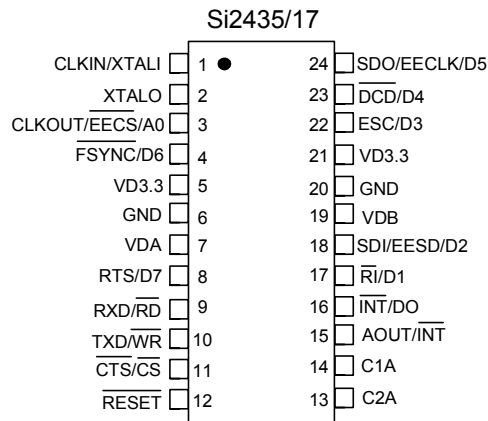 Si2435/17
CLKIN/XTALI 1 24 SDO/EECLK/D5
XTALO 2 23 DCD/D4
CLKOUT/EECS/A0 3 22 ESC/D3
FSYNC/D6 4 21 VD3.3
VD3.3 5 20 GND
GND 6 19 VDB
VDA 7 18 SDI/EESD/D2
RTS/D7 8 17 RI/D1
RXD/RD 9 16 INT/DO
TXD/WR 10 15 AOUT/INT
CTS/CS 11 14 C1A
RESET 12 13 C2A